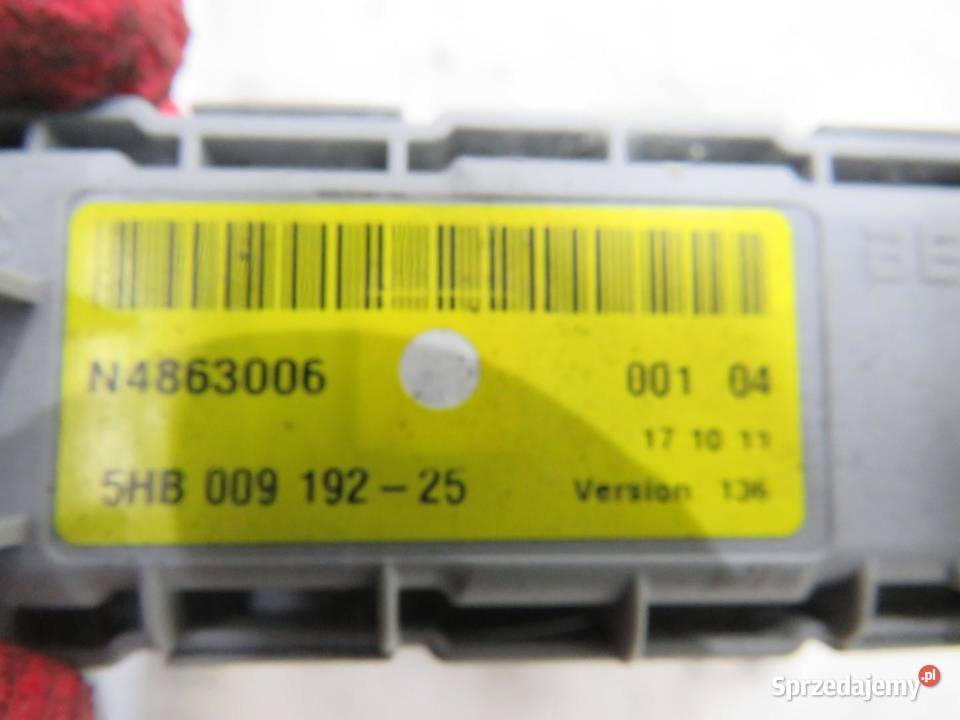 N4863006
001 04
17 10 11
5HB 009 192-25
Version 136
Sprzedajemy.pl